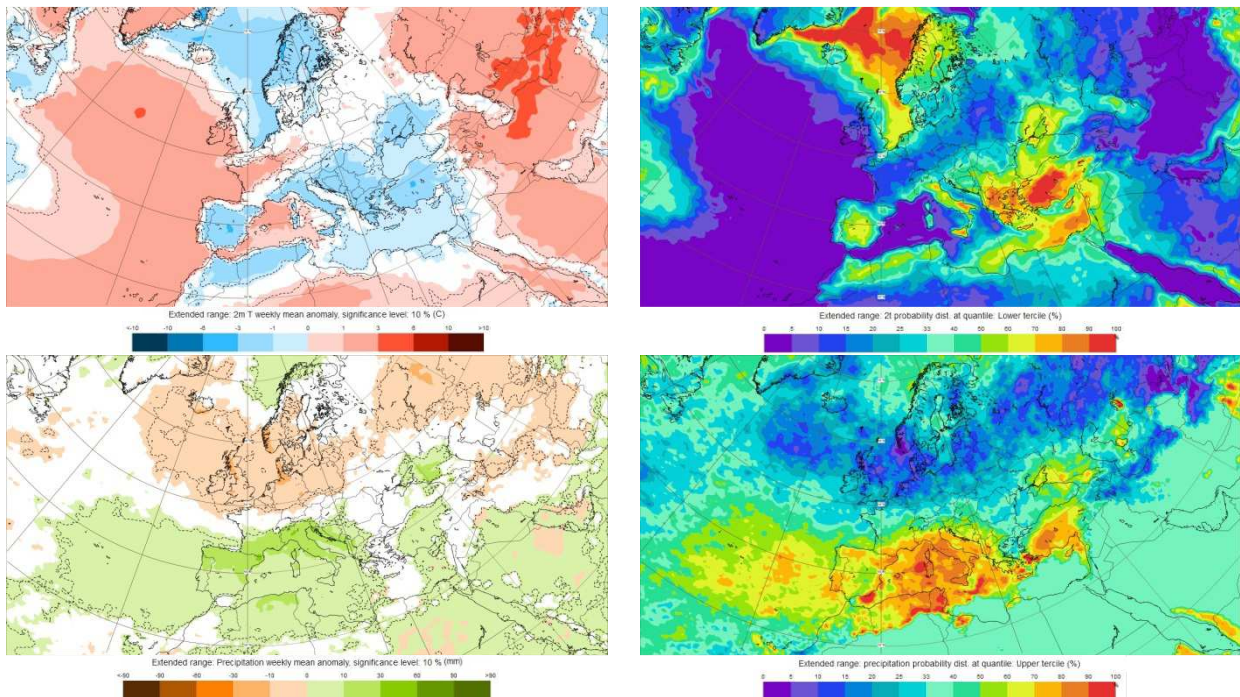 Extended range: 2m T weekly mean anomaly, significance level: 10 % (C)
<-10 -10 -6 -3 -1 0 1 3 6 10 >10
Extended range: 2t probability dist. at quantile: Lower tercile (%)
0 5 10 20 25 33 40 50 60 70 80 90 100
Extended range: Precipitation weekly mean anomaly, significance level: 10 % (mm)
<-90 -90 -60 -30 -10 0 10 30 60 90 >90
Extended range: precipitation probability dist. at quantile: Upper tercile (%)
0 5 10 20 25 33 40 50 60 70 80 90 100